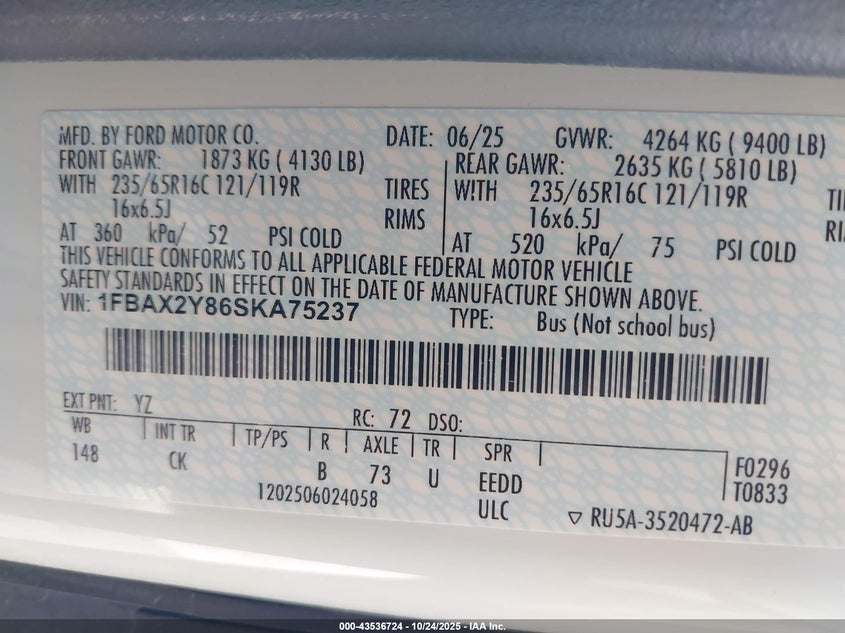 MFD. BY FORD MOTOR CO. DATE: 06/25 GVWR: 4264 KG ( 9400 LB)
FRONT GAWR: 1873 KG ( 4130 LB) REAR GAWR: 2635 KG ( 5810 LB)
WITH 235/65R16C 121/119R TIRES WITH 235/65R16C 121/119R
16x6.5J RIMS 16x6.5J
AT 360 kPa/ 52 PSI COLD AT 520 kPa/ 75 PSI COLD
THIS VEHICLE CONFORMS TO ALL APPLICABLE FEDERAL MOTOR VEHICLE
SAFETY STANDARDS IN EFFECT ON THE DATE OF MANUFACTURE SHOWN ABOVE.
VIN: 1FBAX2Y86SKA75237 TYPE: Bus (Not school bus)
EXT PNT: YZ RC: 72 DSO:
WB INT TR TP/PS R AXLE TR SPR
148 CK B 73 U EEDD
F0296
T0833
1202506024058 ULC ▽ RU5A-3520472-AB
000-43536724 - 10/24/2025 - IAA Inc.